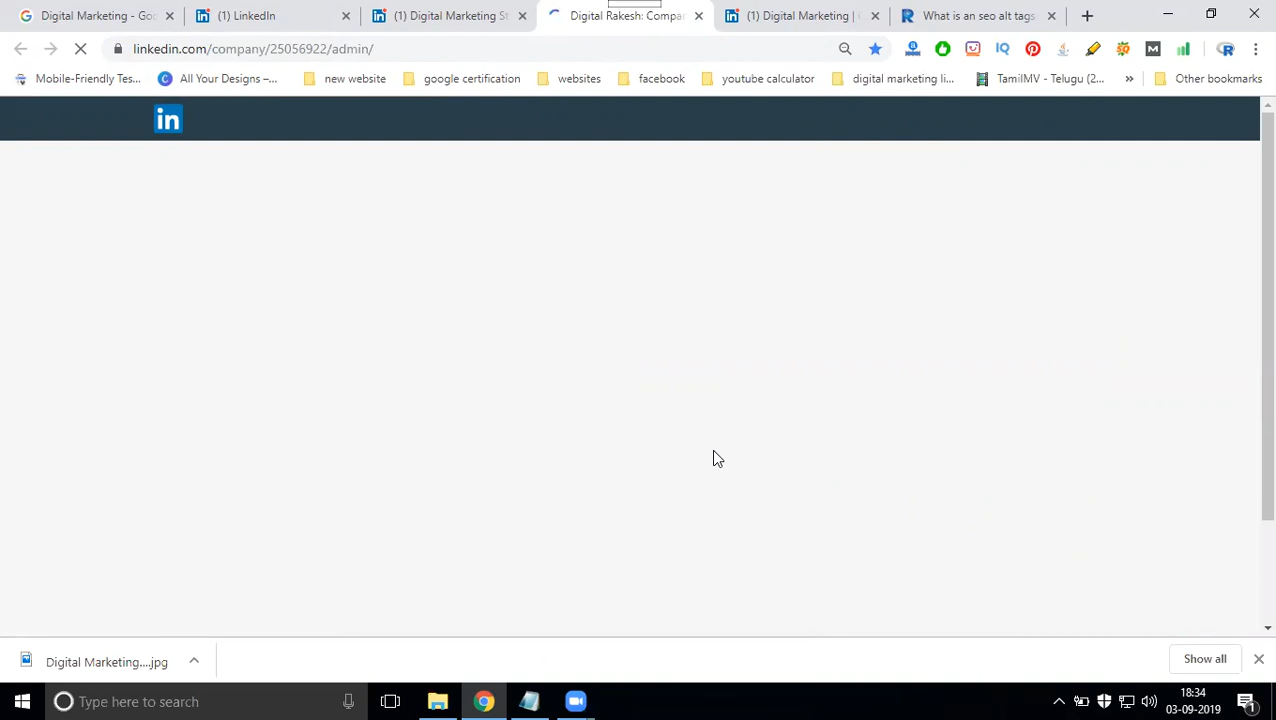 Digital Marketing - Goo
(1) LinkedIn
(1) Digital Marketing St
Digital Rakesh: Compa
(1) Digital Marketing | G
What is an seo alt tags
linkedin.com/company/25056922/admin/
Mobile-Friendly Tes...
All Your Designs –...
new website
google certification
websites
facebook
youtube calculator
digital marketing li...
TamilMV - Telugu (2...
»
Other bookmarks
in
Digital Marketing....jpg
Show all
Type here to search
18:34
03-09-2019